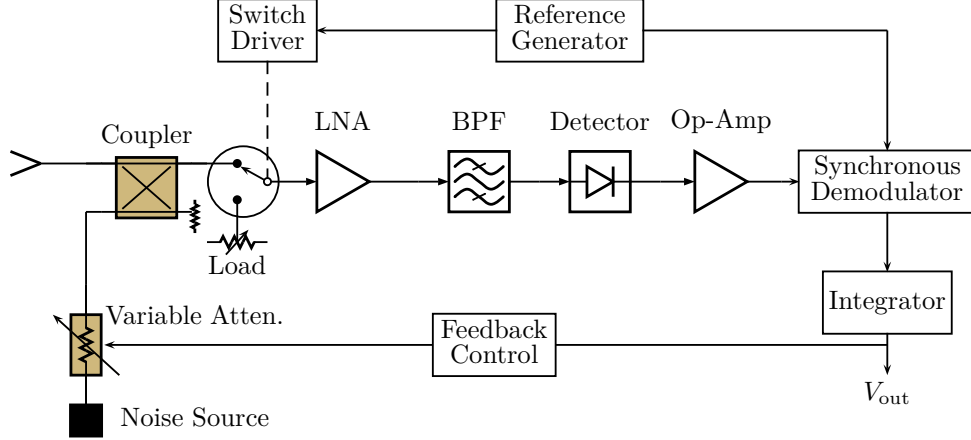 Switch
Driver
Reference
Generator
Coupler
LNA
BPF
Detector
Op-Amp
Synchronous
Demodulator
Load
Variable Atten.
Feedback
Control
Integrator
Noise Source
V_out